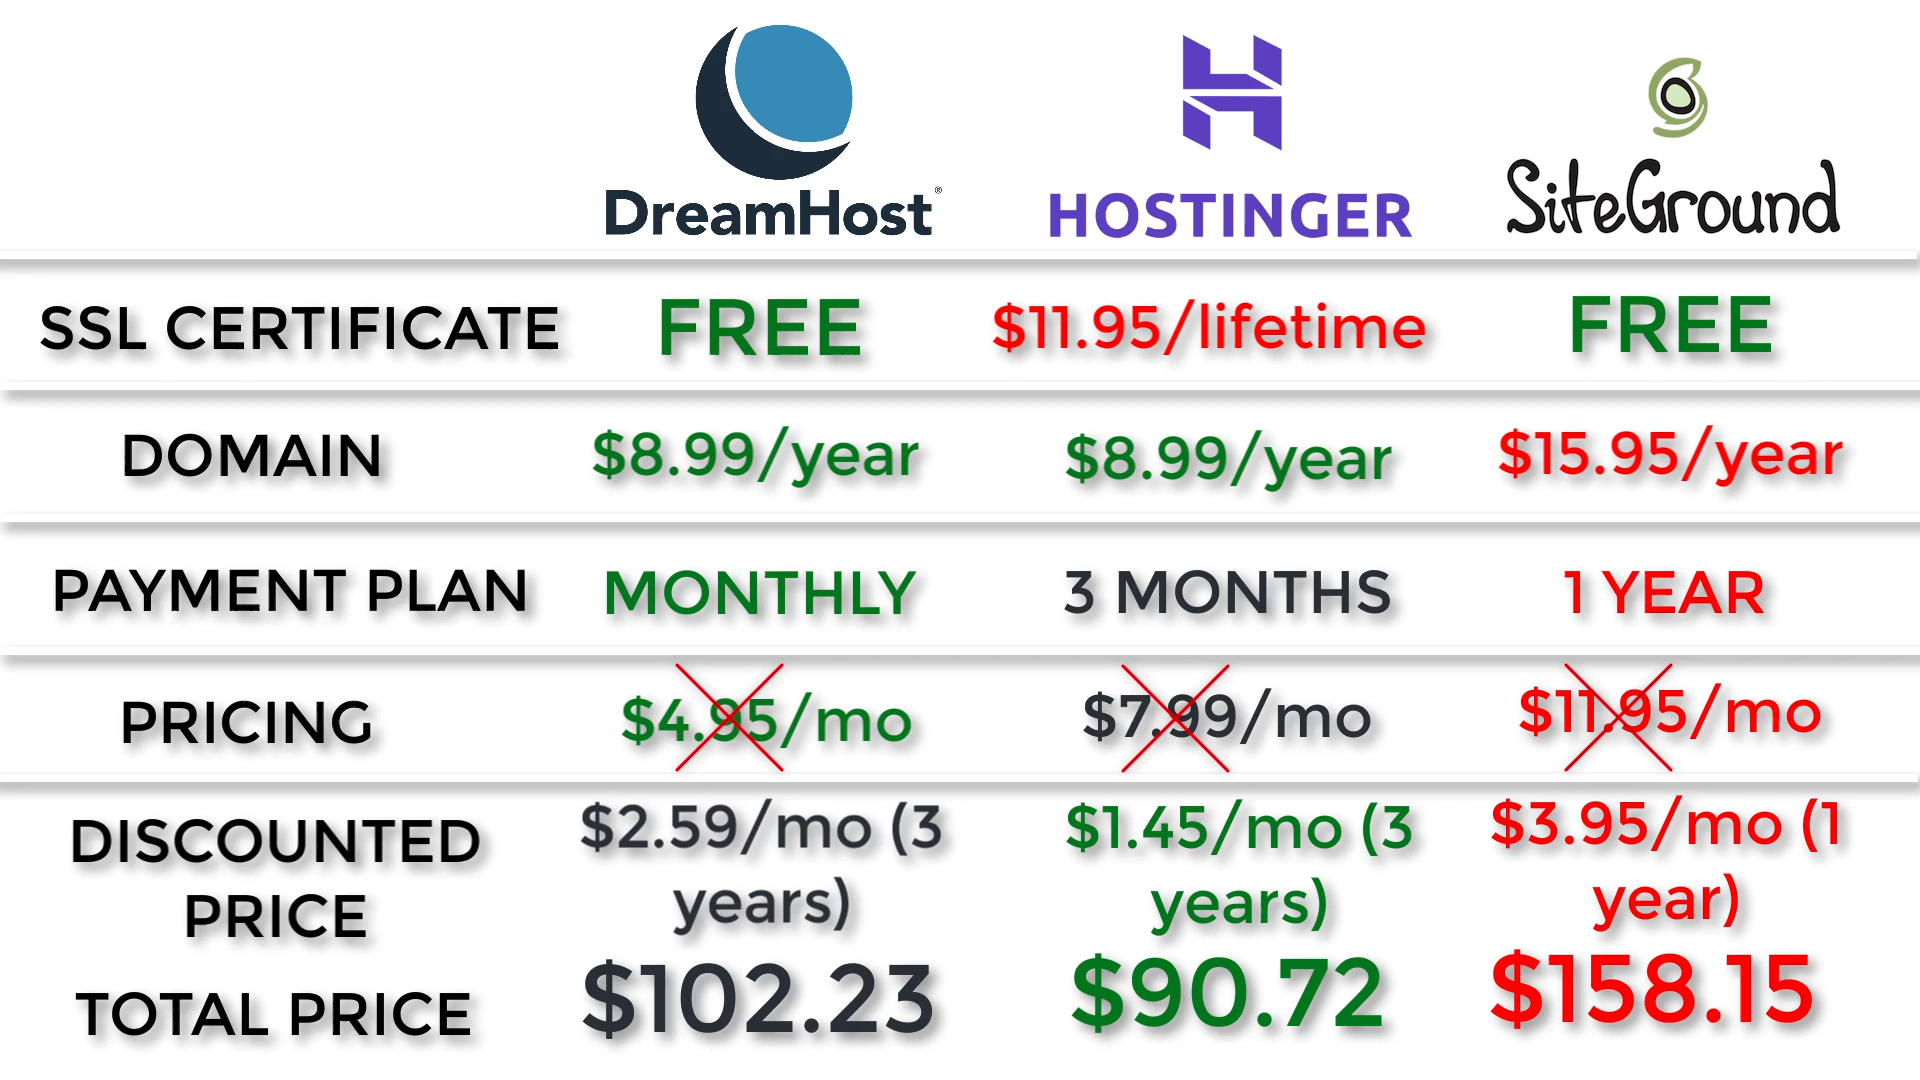 DreamHost®
HOSTINGER
SiteGround
SSL CERTIFICATE FREE $11.95/lifetime FREE
DOMAIN $8.99/year $8.99/year $15.95/year
PAYMENT PLAN MONTHLY 3 MONTHS 1 YEAR
PRICING $4.95/mo $7.99/mo $11.95/mo
DISCOUNTED
PRICE
$2.59/mo (3
years)
$1.45/mo (3
years)
$3.95/mo (1
year)
TOTAL PRICE $102.23 $90.72 $158.15